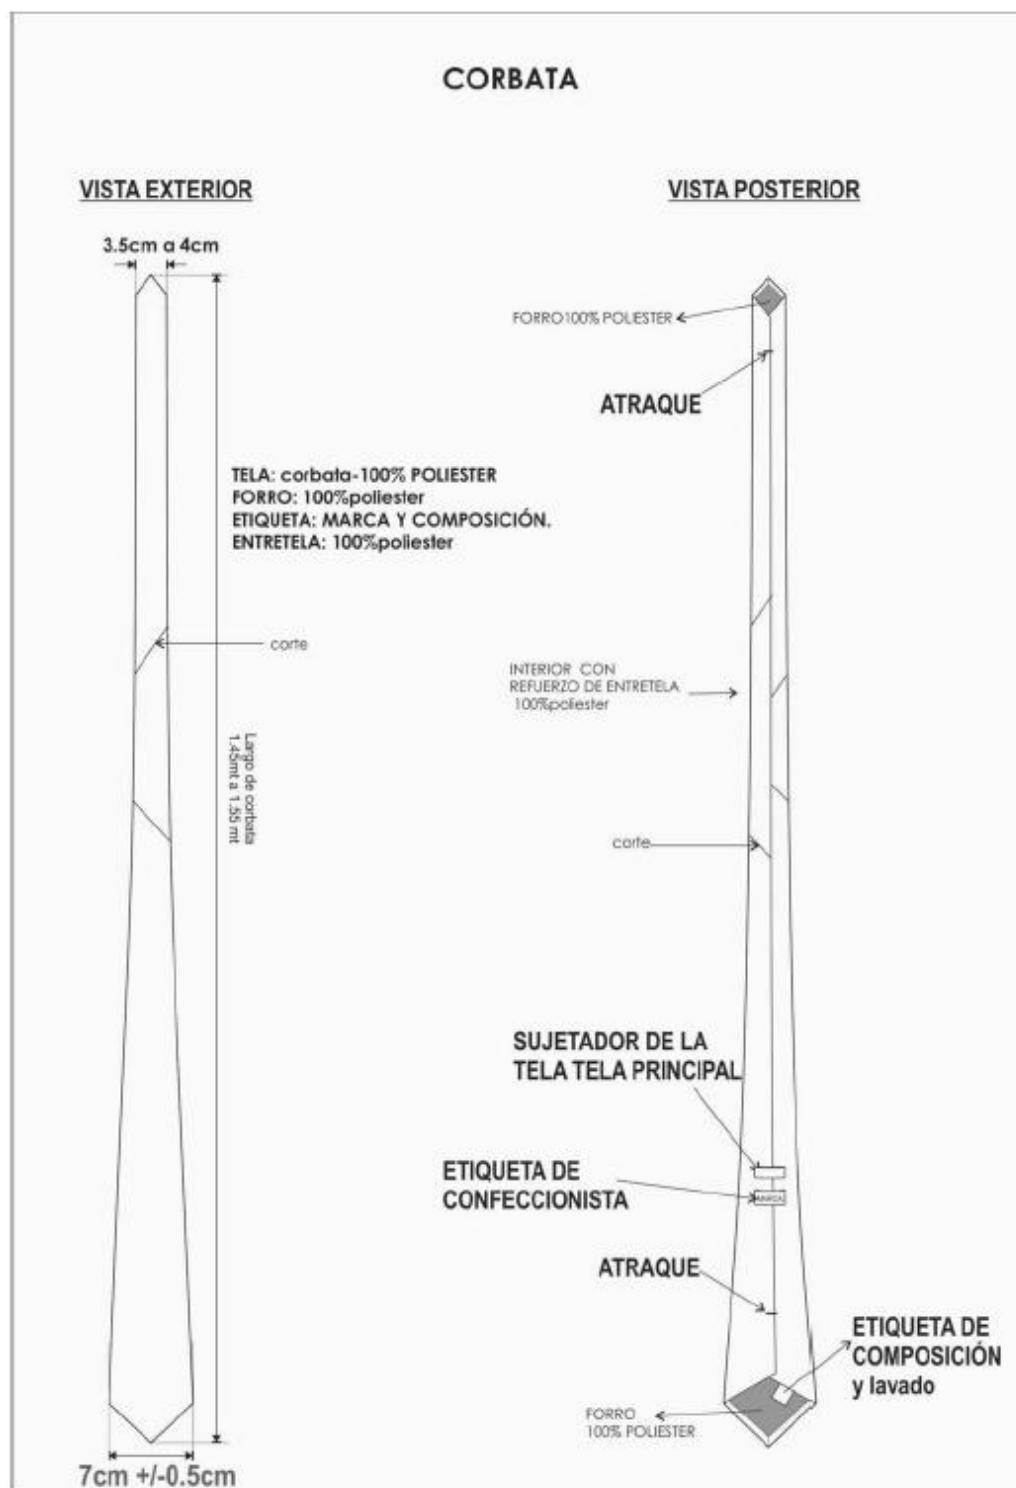 CORBATA
VISTA EXTERIOR
3.5cm a 4cm
TELA: corbata-100% POLIESTER
FORRO: 100%poliester
ETIQUETA: MARCA Y COMPOSICIÓN.
ENTRETELA: 100%poliester
corte
Largo de corbata
1.45mt a 1.55 mt
7cm +/-0.5cm
VISTA POSTERIOR
FORRO100% POLIESTER
ATRAQUE
INTERIOR CON
REFUERZO DE ENTRETELA
100%poliester
corte
SUJETADOR DE LA
TELA TELA PRINCIPAL
ETIQUETA DE
CONFECCIONISTA
MARCA
ATRAQUE
ETIQUETA DE
COMPOSICIÓN
y lavado
FORRO
100% POLIESTER